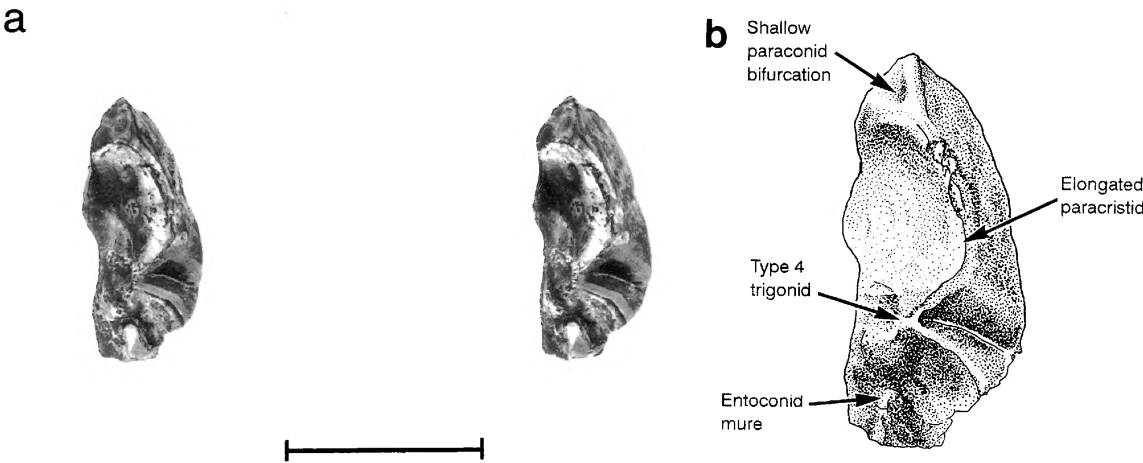 a
b
Shallow
paraconid
bifurcation
Elongated
paracristid
Type 4
trigonid
Entoconid
mure